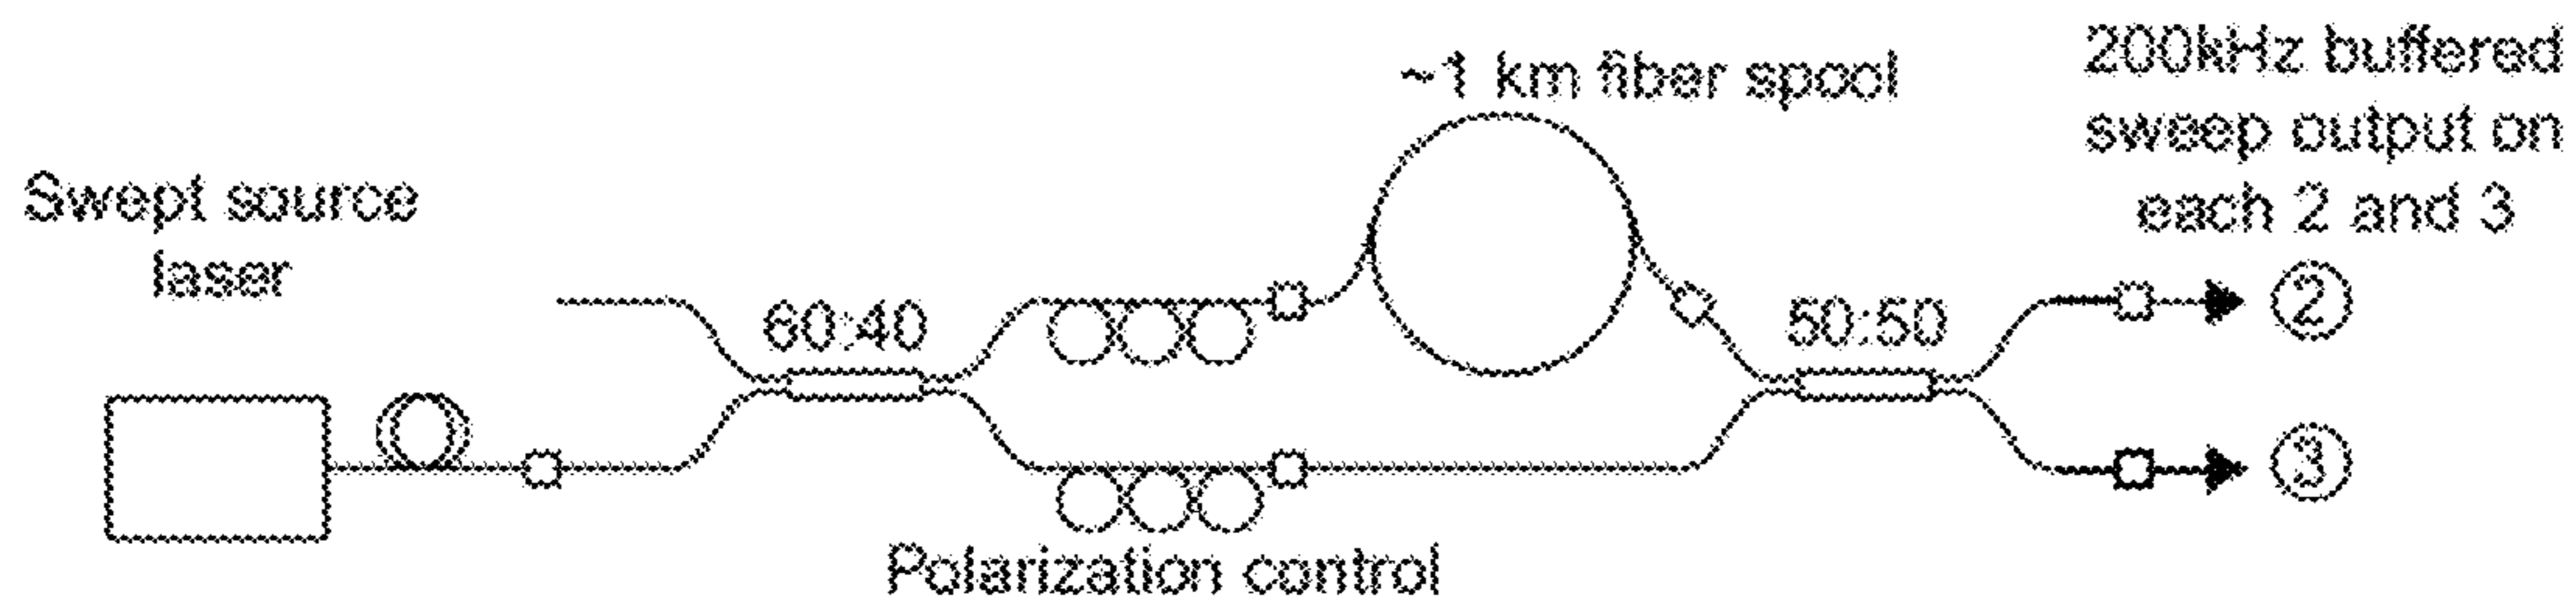 Swept source
laser
60:40
~1 km fiber spool
50:50
200kHz buffered
sweep output on
each 2 and 3
2
3
Polarization control